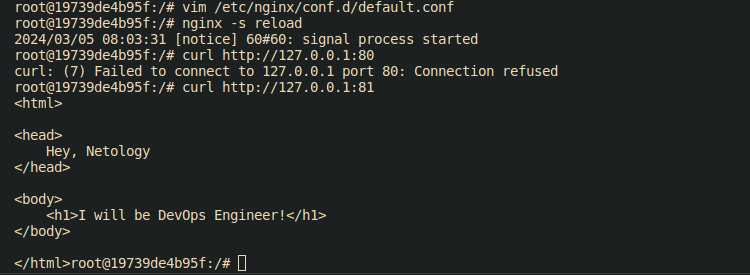 root@19739de4b95f:/# vim /etc/nginx/conf.d/default.conf
root@19739de4b95f:/# nginx -s reload
2024/03/05 08:03:31 [notice] 60#60: signal process started
root@19739de4b95f:/# curl http://127.0.0.1:80
curl: (7) Failed to connect to 127.0.0.1 port 80: Connection refused
root@19739de4b95f:/# curl http://127.0.0.1:81
<html>

<head>
    Hey, Netology
</head>

<body>
    <h1>I will be DevOps Engineer!</h1>
</body>

</html>root@19739de4b95f:/#